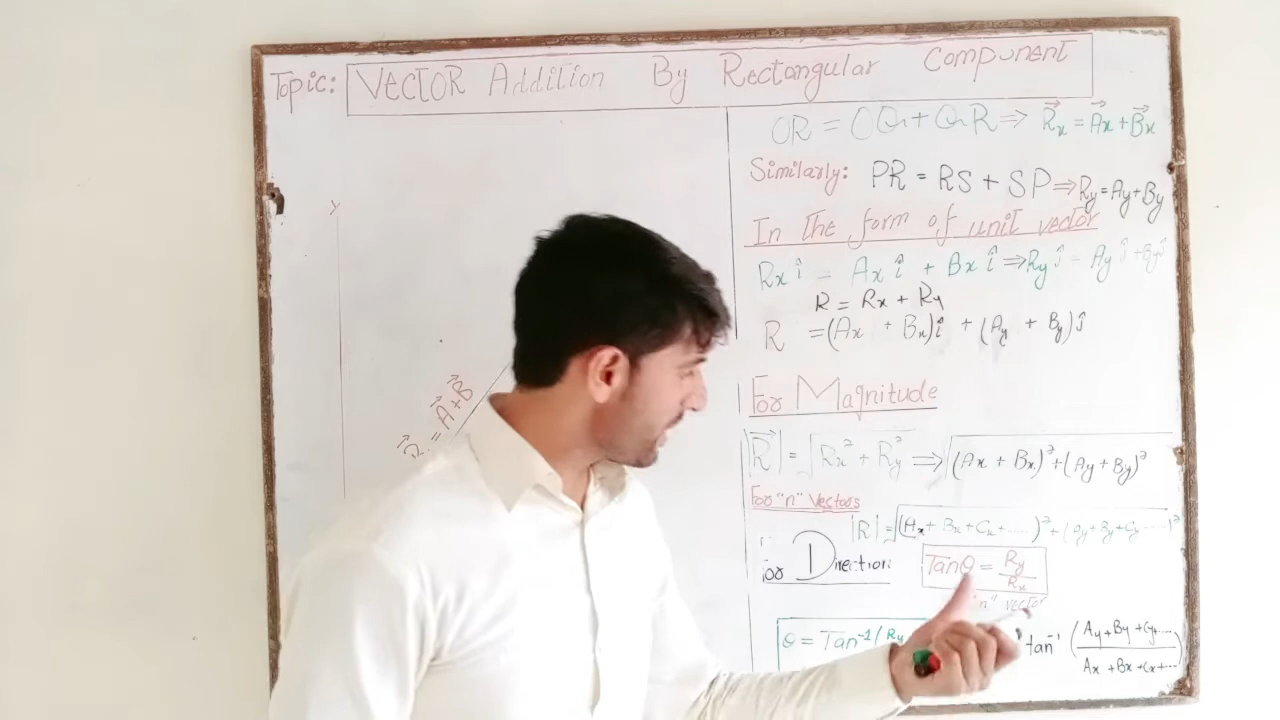 Topic: VECTOR Addition By Rectangular Component
Y
R⃗ = A⃗+B⃗
OR = OQ + QR ⇒ R⃗x = A⃗x + B⃗x
Similarly: PR = RS + SP ⇒ Ry = Ay + By
In the form of unit vector
Rx î = Ax î + Bx î ⇒ Ry ĵ = Ay ĵ + By ĵ
R = Rx + Ry
R = (Ax + Bx)î + (Ay + By)ĵ
For Magnitude
|R⃗| = √Rx² + Ry² ⇒ √(Ax + Bx)² + (Ay + By)²
For "n" Vectors
|R| = √(Ax + Bx + Cx + ....)² + (Ay + By + Cy ....)²
For Direction
Tanθ = Ry/Rx
"n" vector
θ = Tan⁻¹(Ry
tan⁻¹ (Ay + By + Cy..../Ax + Bx + Cx + ....)